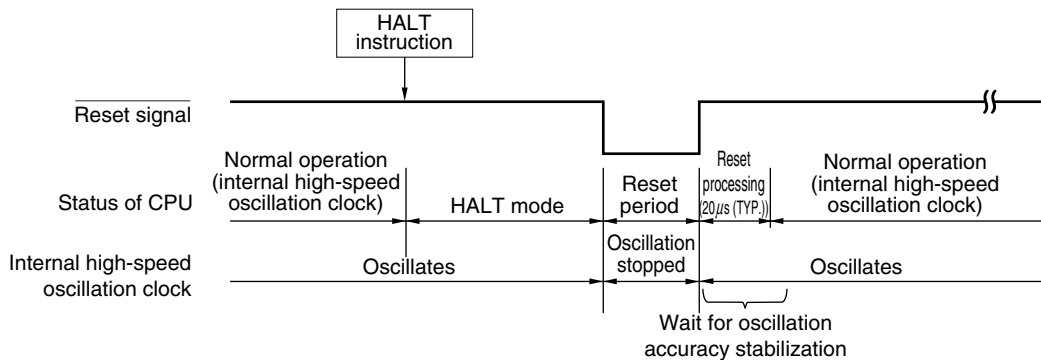 HALT
instruction
Reset signal
Normal operation
(internal high-speed
oscillation clock)
Status of CPU
HALT mode
Reset
period
Reset
processing
(20 μs (TYP.))
Normal operation
(internal high-speed
oscillation clock)
Internal high-speed
oscillation clock
Oscillates
Oscillation
stopped
Oscillates
Wait for oscillation
accuracy stabilization